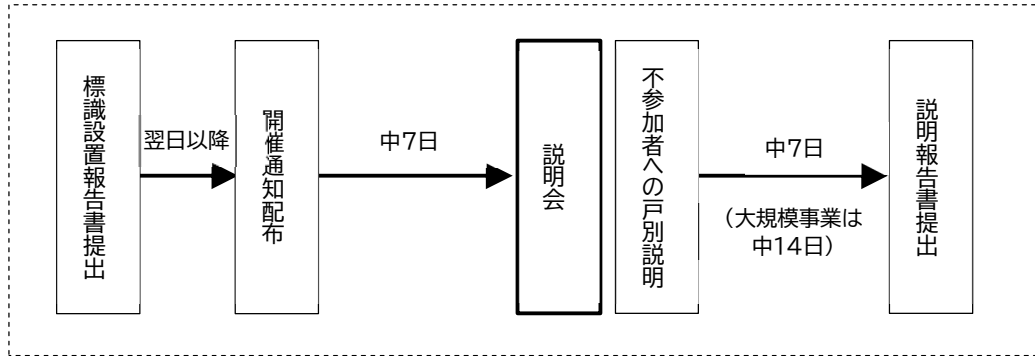 標識設置報告書提出
翌日以降
開催通知配布
中7日
説明会
不参加者への戸別説明
中7日
（大規模事業は
中14日）
説明報告書提出